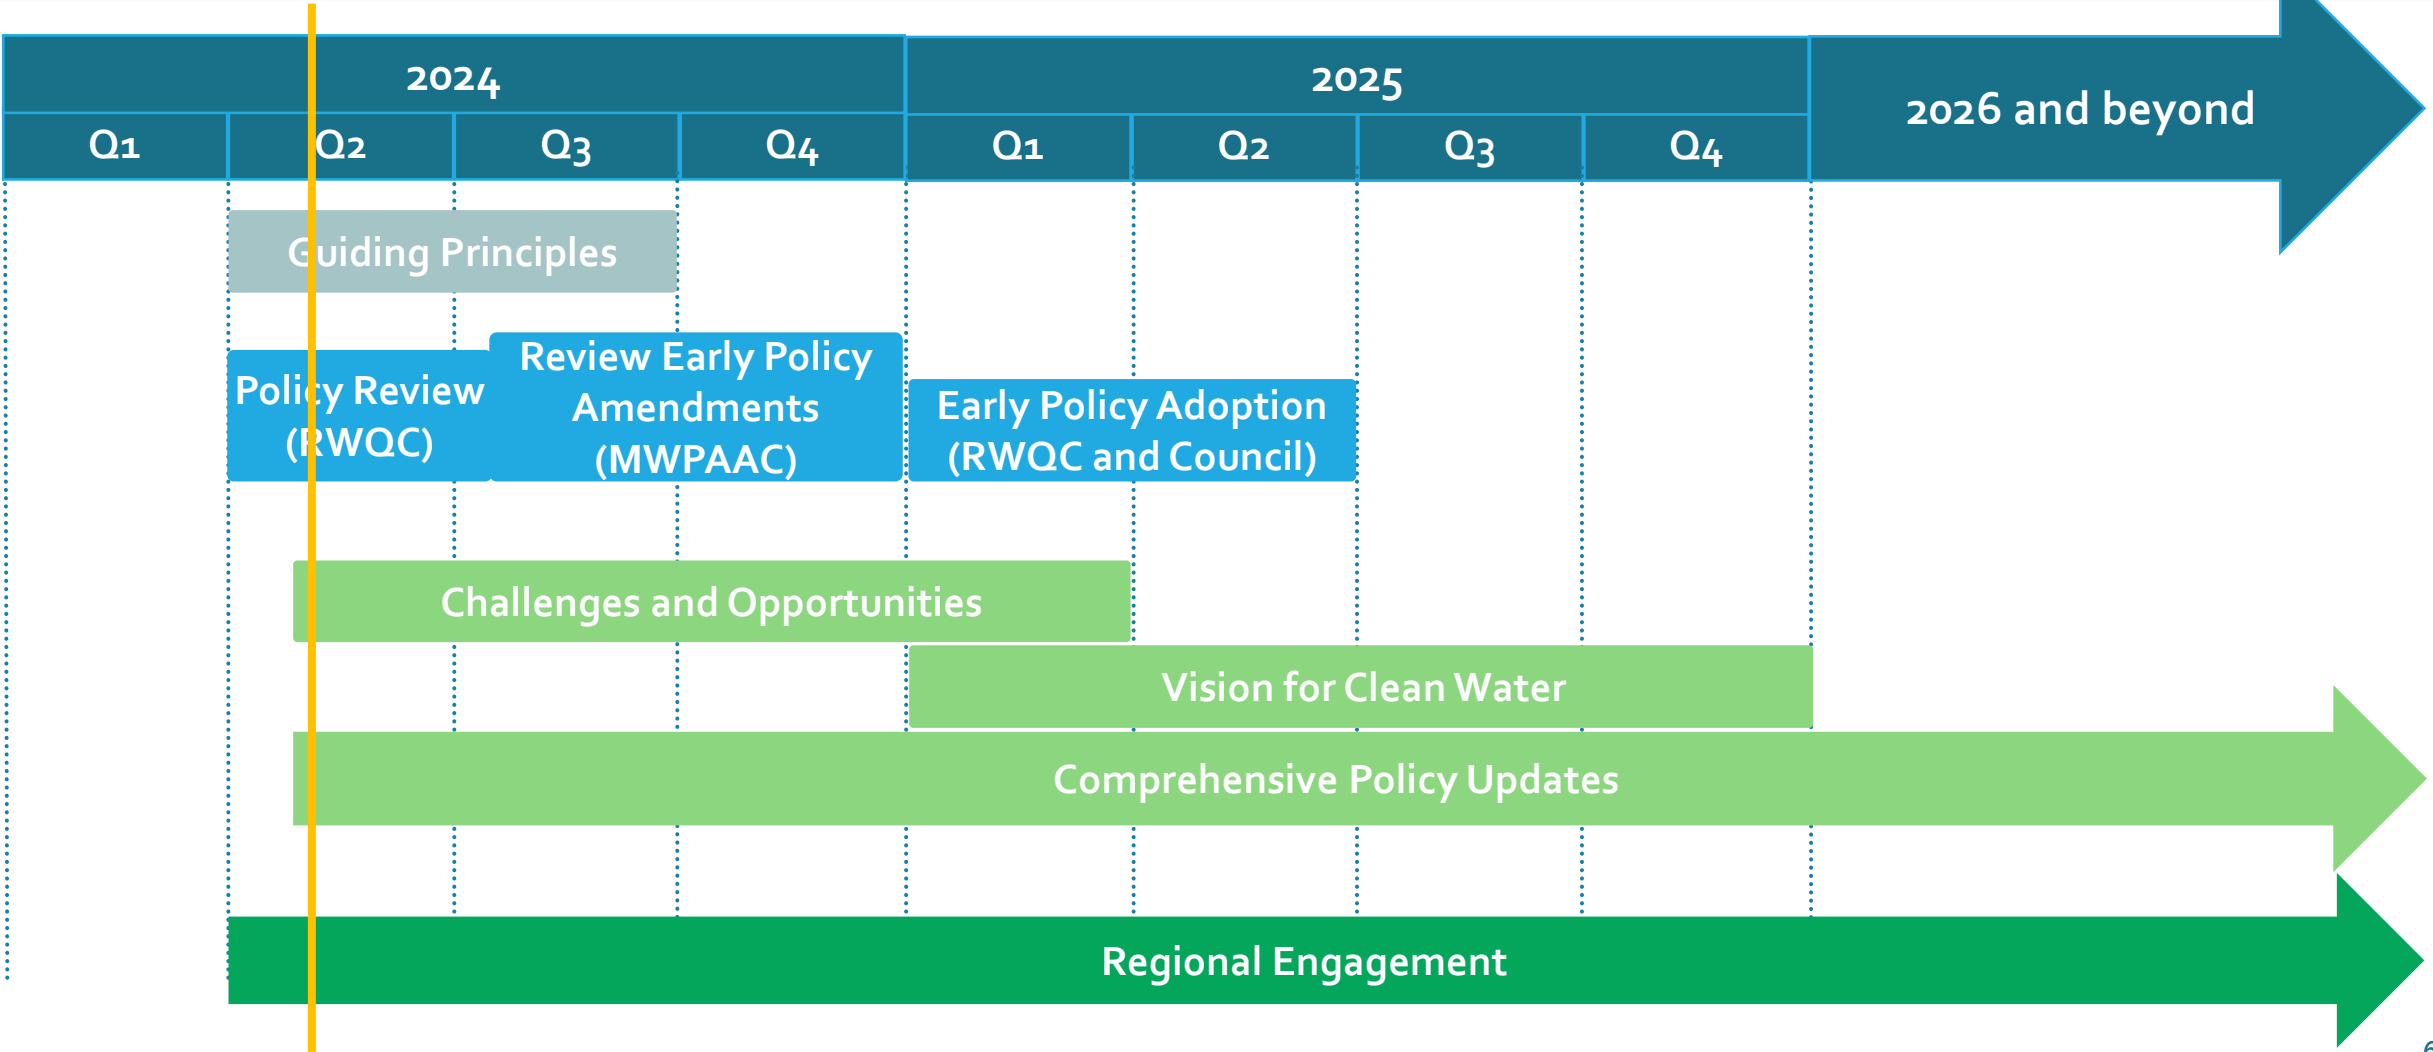 2024
2025
2026 and beyond
Q1
Q2
Q3
Q4
Q1
Q2
Q3
Q4
Guiding Principles
Policy Review
(RWQC)
Review Early Policy
Amendments
(MWPAAC)
Early Policy Adoption
(RWQC and Council)
Challenges and Opportunities
Vision for Clean Water
Comprehensive Policy Updates
Regional Engagement